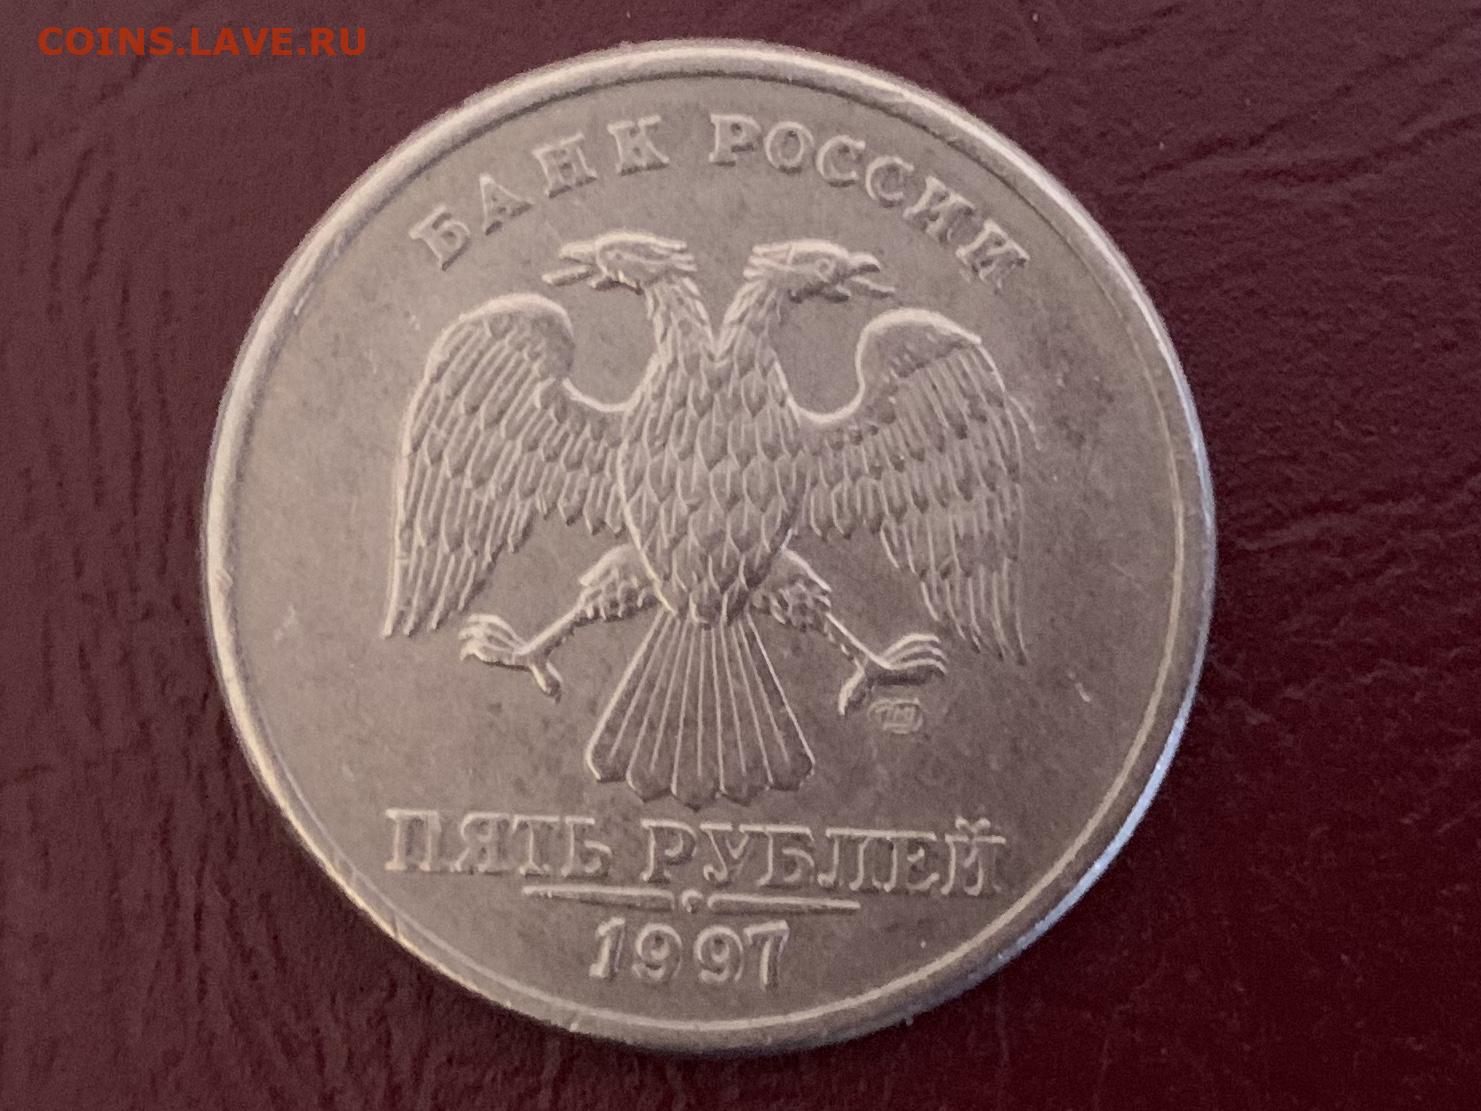 COINS.LAVE.RU
БАНК РОССИИ
ПЯТЬ РУБЛЕЙ
1997